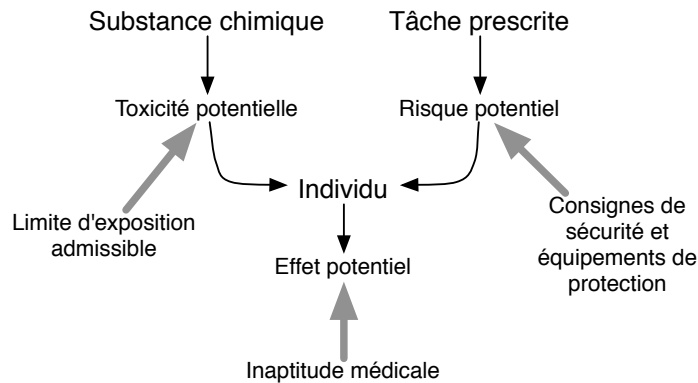 Substance chimique
Tâche prescrite
Toxicité potentielle
Risque potentiel
Individu
Limite d'exposition
admissible
Consignes de
sécurité et
équipements de
protection
Effet potentiel
Inaptitude médicale